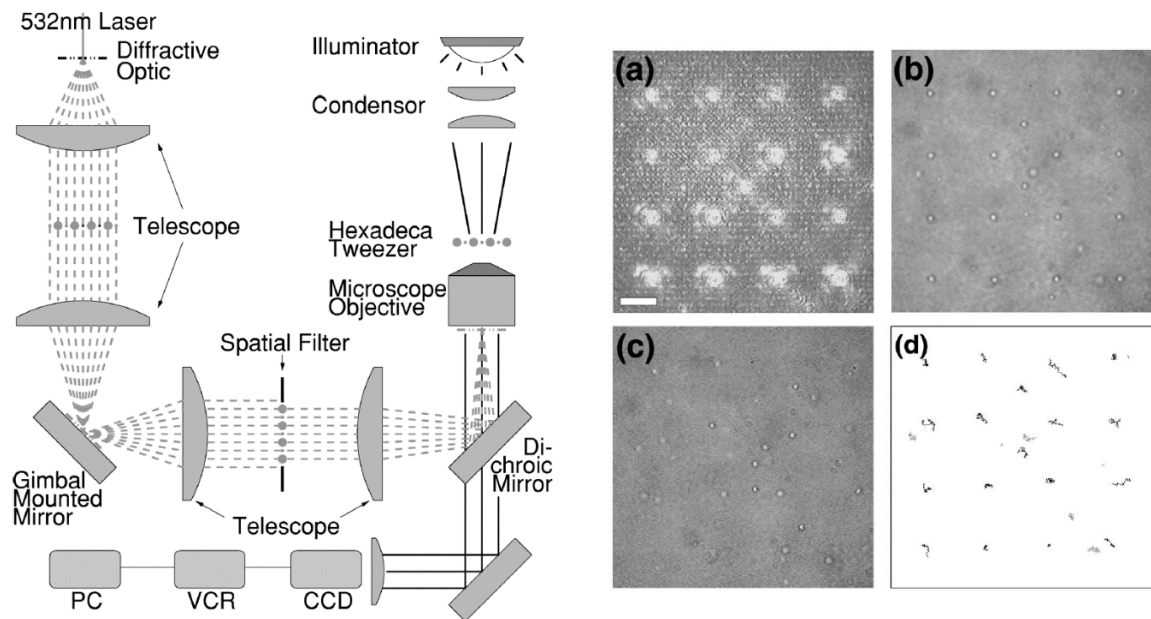 532nm Laser
Diffractive
Optic
Telescope
Gimbal
Mounted
Mirror
Spatial Filter
Telescope
Illuminator
Condensor
Hexadeca
Tweezer
Microscope
Objective
Di-
chroic
Mirror
PC
VCR
CCD
(a)
(b)
(c)
(d)